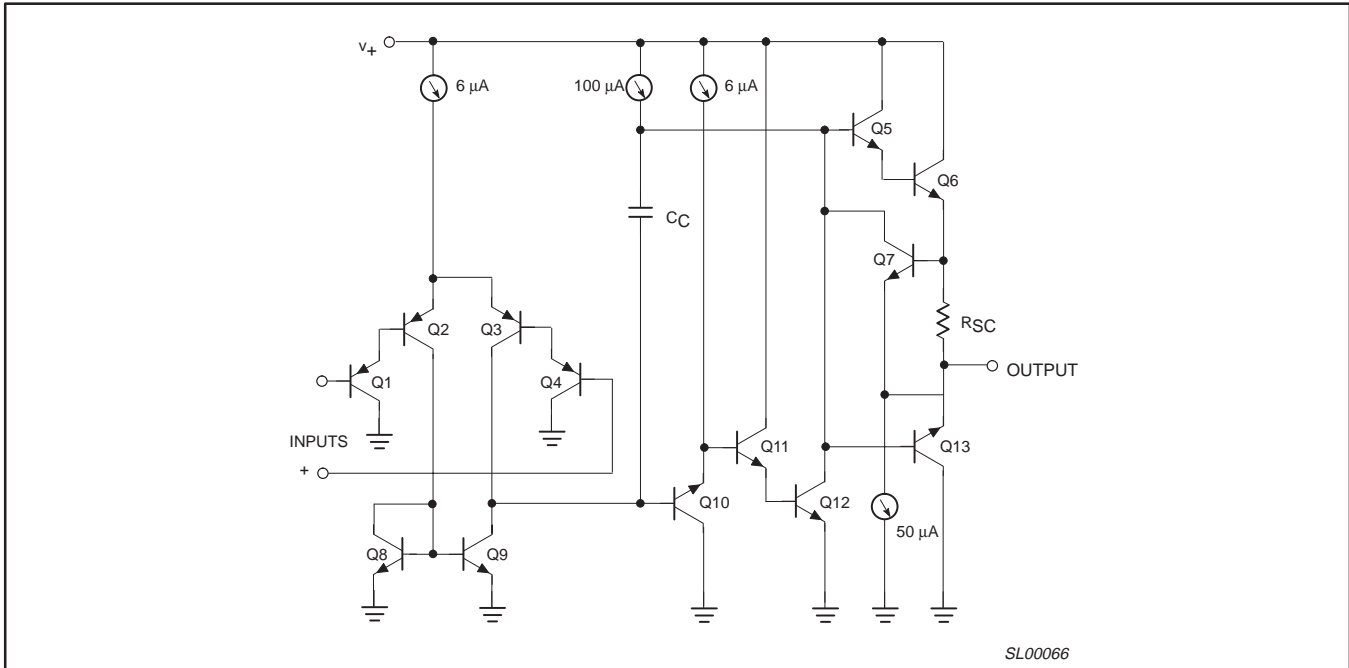 V+
6 µA
100 µA
6 µA
Q5
Q6
CC
Q7
Q2
Q3
RSC
Q1
Q4
OUTPUT
INPUTS
+
Q11
Q13
Q10
Q12
50 µA
Q8
Q9
SL00066